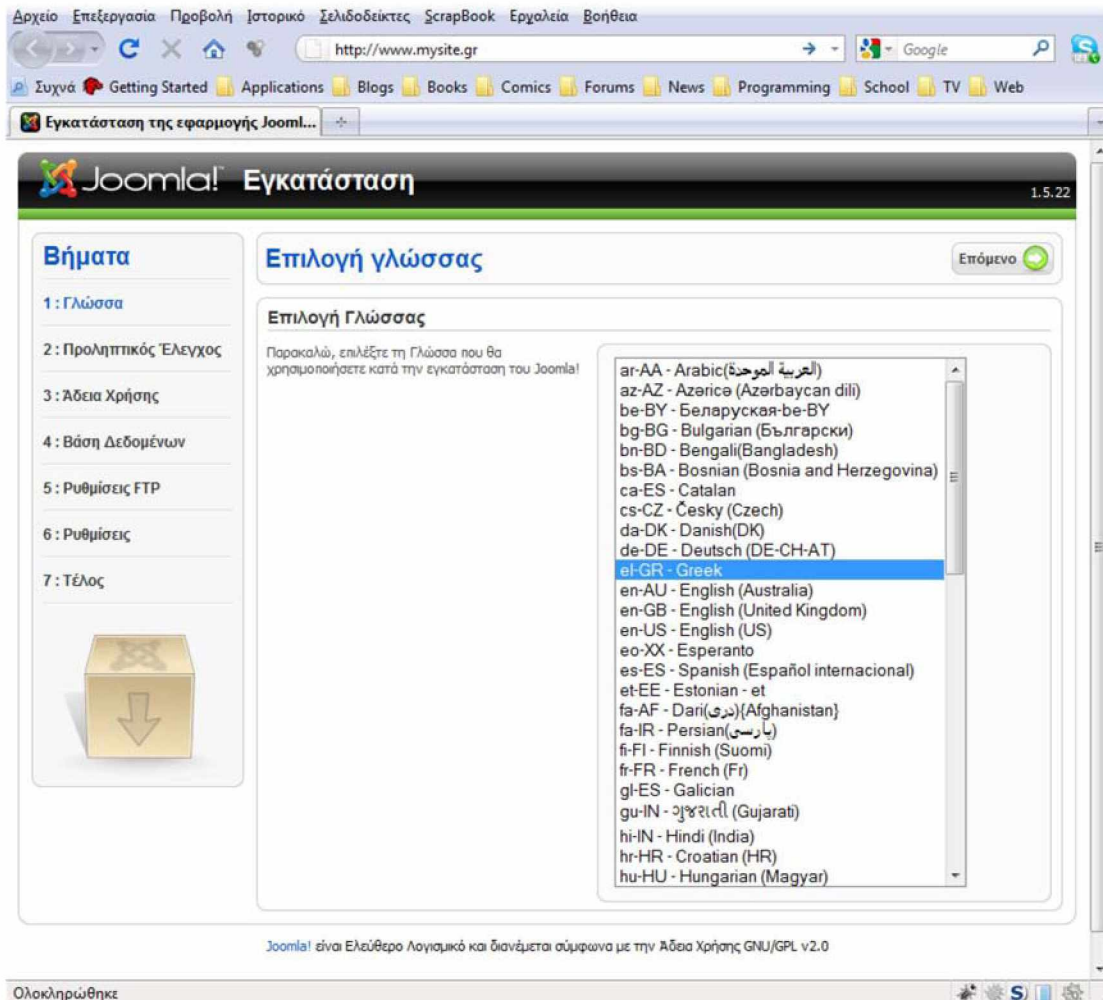 Αρχείο Επεξεργασία Προβολή Ιστορικό Σελιδοδείκτες ScrapBook Εργαλεία Βοήθεια
http://www.mysite.gr
Google
Συχνά Getting Started Applications Blogs Books Comics Forums News Programming School TV Web
Εγκατάσταση της εφαρμογής Jooml...
Joomla! Εγκατάσταση
1.5.22
Βήματα
1 : Γλώσσα
2 : Προληπτικός Έλεγχος
3 : Άδεια Χρήσης
4 : Βάση Δεδομένων
5 : Ρυθμίσεις FTP
6 : Ρυθμίσεις
7 : Τέλος
Επιλογή γλώσσας
Επόμενο
Επιλογή Γλώσσας
Παρακαλώ, επιλέξτε τη Γλώσσα που θα
χρησιμοποιήσετε κατά την εγκατάσταση του Joomla!
ar-AA - Arabic(العربية الموحدة)
az-AZ - Azərica (Azərbaycan dili)
be-BY - Беларуская-be-BY
bg-BG - Bulgarian (Български)
bn-BD - Bengali(Bangladesh)
bs-BA - Bosnian (Bosnia and Herzegovina)
ca-ES - Catalan
cs-CZ - Česky (Czech)
da-DK - Danish(DK)
de-DE - Deutsch (DE-CH-AT)
el-GR - Greek
en-AU - English (Australia)
en-GB - English (United Kingdom)
en-US - English (US)
eo-XX - Esperanto
es-ES - Spanish (Español internacional)
et-EE - Estonian - et
fa-AF - Dari(دری){Afghanistan}
fa-IR - Persian(پارسی)
fi-FI - Finnish (Suomi)
fr-FR - French (Fr)
gl-ES - Galician
gu-IN - ગુજરાતી (Gujarati)
hi-IN - Hindi (India)
hr-HR - Croatian (HR)
hu-HU - Hungarian (Magyar)
Joomla! είναι Ελεύθερο Λογισμικό και διανέμεται σύμφωνα με την Άδεια Χρήσης GNU/GPL v2.0
Ολοκληρώθηκε